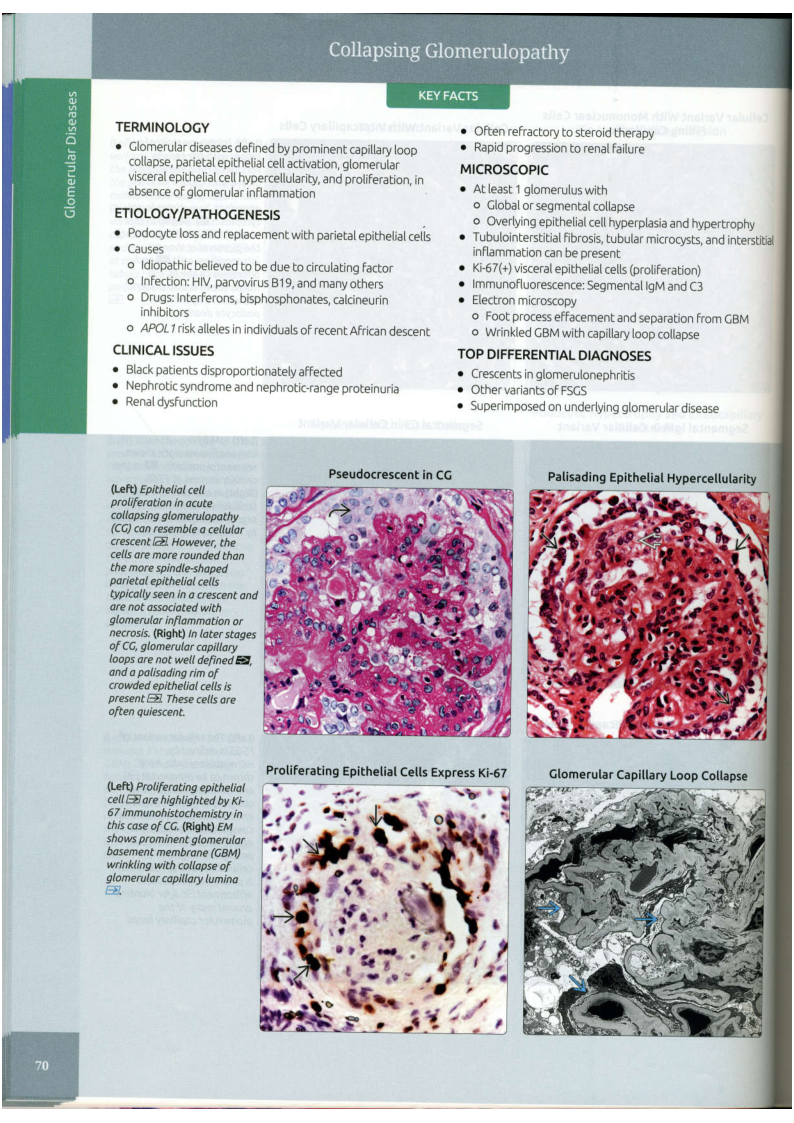 Collapsing Glomerulopathy
Glomerular Diseases
KEY FACTS
TERMINOLOGY
• Glomerular diseases defined by prominent capillary loop
collapse, parietal epithelial cell activation, glomerular
visceral epithelial cell hypercellularity, and proliferation, in
absence of glomerular inflammation
ETIOLOGY/PATHOGENESIS
• Podocyte loss and replacement with parietal epithelial cells
• Causes
○ Idiopathic believed to be due to circulating factor
○ Infection: HIV, parvovirus B19, and many others
○ Drugs: Interferons, bisphosphonates, calcineurin
inhibitors
○ APOL1 risk alleles in individuals of recent African descent
CLINICAL ISSUES
• Black patients disproportionately affected
• Nephrotic syndrome and nephrotic-range proteinuria
• Renal dysfunction
• Often refractory to steroid therapy
• Rapid progression to renal failure
MICROSCOPIC
• At least 1 glomerulus with
○ Global or segmental collapse
○ Overlying epithelial cell hyperplasia and hypertrophy
• Tubulointerstitial fibrosis, tubular microcysts, and interstitial
inflammation can be present
• Ki-67(+) visceral epithelial cells (proliferation)
• Immunofluorescence: Segmental IgM and C3
• Electron microscopy
○ Foot process effacement and separation from GBM
○ Wrinkled GBM with capillary loop collapse
TOP DIFFERENTIAL DIAGNOSES
• Crescents in glomerulonephritis
• Other variants of FSGS
• Superimposed on underlying glomerular disease
Pseudocrescent in CG
Palisading Epithelial Hypercellularity
(Left) Epithelial cell
proliferation in acute
collapsing glomerulopathy
(CG) can resemble a cellular
crescent. However, the
cells are more rounded than
the more spindle-shaped
parietal epithelial cells
typically seen in a crescent and
are not associated with
glomerular inflammation or
necrosis. (Right) In later stages
of CG, glomerular capillary
loops are not well defined,
and a palisading rim of
crowded epithelial cells is
present. These cells are
often quiescent.
Proliferating Epithelial Cells Express Ki-67
Glomerular Capillary Loop Collapse
(Left) Proliferating epithelial
cell are highlighted by Ki-
67 immunohistochemistry in
this case of CG. (Right) EM
shows prominent glomerular
basement membrane (GBM)
wrinkling with collapse of
glomerular capillary lumina
.
70